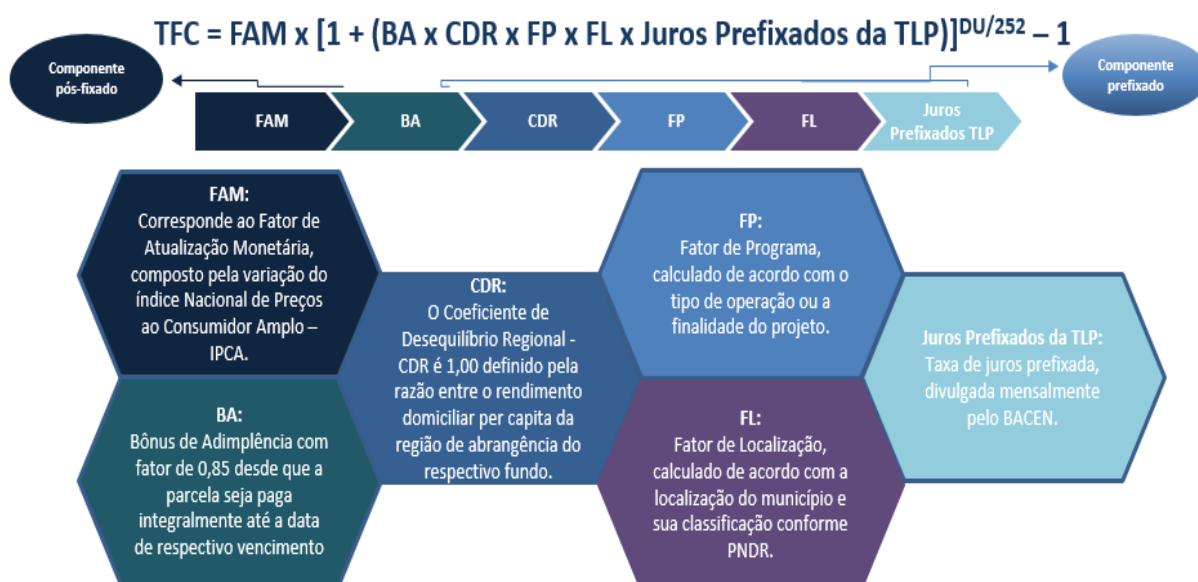 TFC = FAM x [1 + (BA x CDR x FP x FL x Juros Prefixados da TLP)]^DU/252 – 1
Componente
pós-fixado
Componente
prefixado
FAM
BA
CDR
FP
FL
Juros
Prefixados TLP
FAM:
Corresponde ao Fator de
Atualização Monetária,
composto pela variação do
índice Nacional de Preços
ao Consumidor Amplo –
IPCA.
BA:
Bônus de Adimplência com
fator de 0,85 desde que a
parcela seja paga
integralmente até a data
de respectivo vencimento
CDR:
O Coeficiente de
Desequilíbrio Regional -
CDR é 1,00 definido pela
razão entre o rendimento
domiciliar per capita da
região de abrangência do
respectivo fundo.
FP:
Fator de Programa,
calculado de acordo com o
tipo de operação ou a
finalidade do projeto.
FL:
Fator de Localização,
calculado de acordo com a
localização do município e
sua classificação conforme
PNDR.
Juros Prefixados da TLP:
Taxa de juros prefixada,
divulgada mensalmente
pelo BACEN.